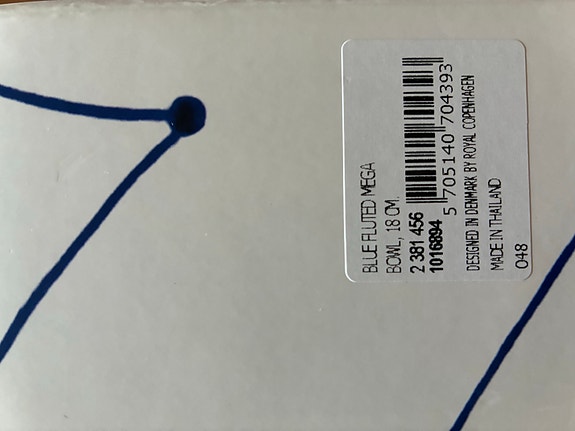 BLUE FLUTED MEGA
BOWL, 18 CM.
2 381 456
1016894
5 705140 704393
DESIGNED IN DENMARK BY ROYAL COPENHAGEN
MADE IN THAILAND
048